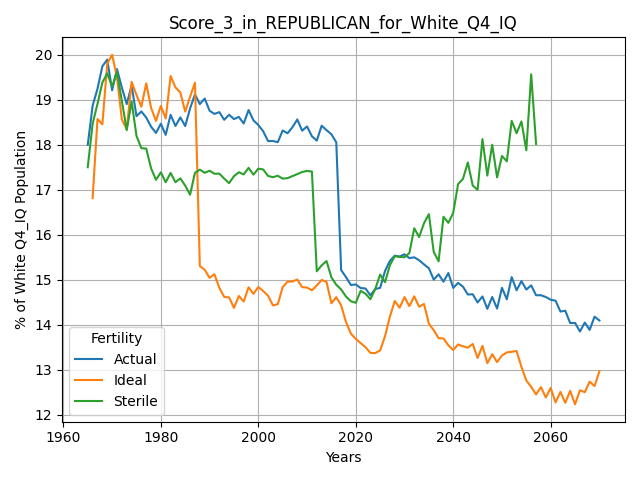 Score_3_in_REPUBLICAN_for_White_Q4_IQ
% of White Q4_IQ Population
20
19
18
17
16
15
14
13
12
Fertility
Actual
Ideal
Sterile
1960 1980 2000 2020 2040 2060
Years